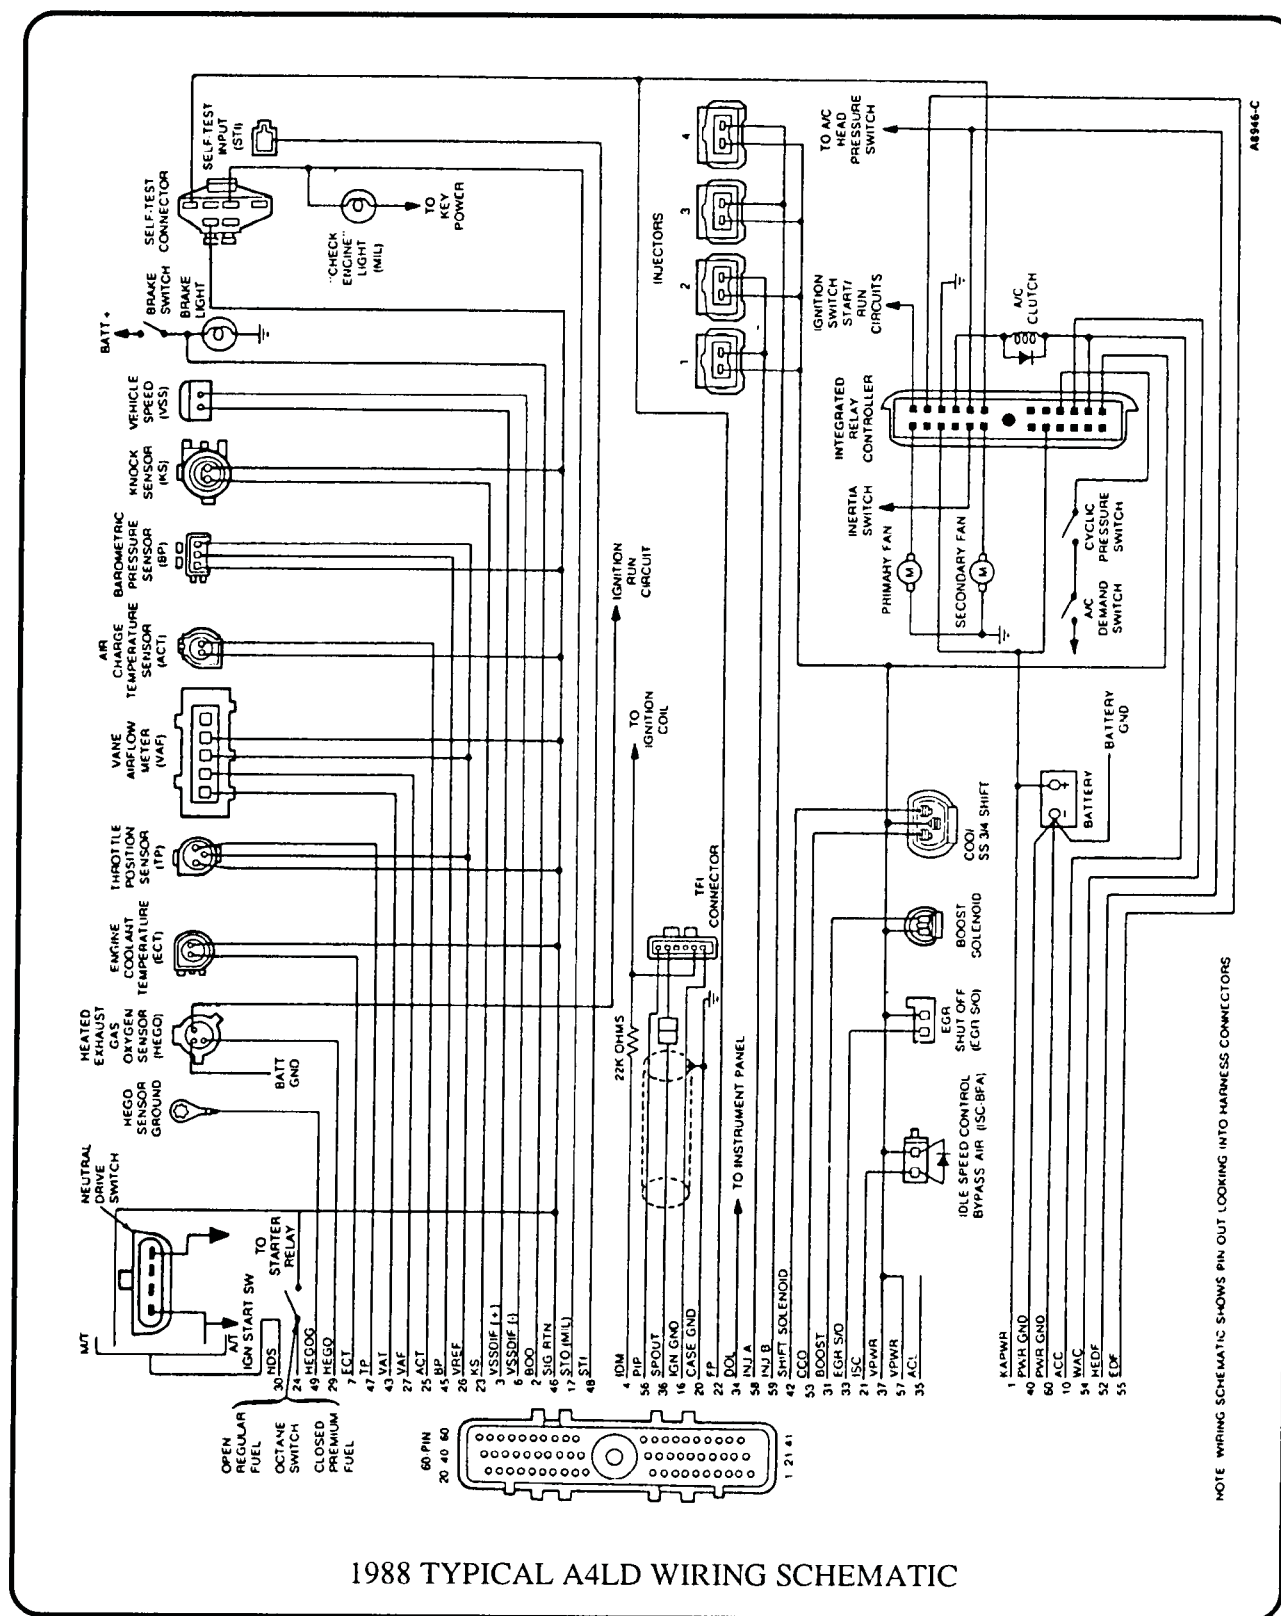 SELF-TEST
INPUT
(STI)
SELF-TEST
CONNECTOR
TO
KEY
POWER
"CHECK
ENGINE"
LIGHT
(MIL)
BRAKE
SWITCH
BRAKE
LIGHT
BATT +
VEHICLE
SPEED
(VSS)
KNOCK
SENSOR
(KS)
BAROMETRIC
PRESSURE
SENSOR
(BP)
AIR
CHARGE
TEMPERATURE
SENSOR
(ACT)
VANE
AIRFLOW
METER
(VAF)
THROTTLE
POSITION
SENSOR
(TP)
ENGINE
COOLANT
TEMPERATURE
(ECT)
HEATED
EXHAUST
GAS
OXYGEN
SENSOR
(HEGO)
BATT
GND
HEGO
SENSOR
GROUND
NEUTRAL
DRIVE
SWITCH
TO
STARTER
RELAY
M/T
A/T
IGN START SW
OPEN
REGULAR
FUEL
OCTANE
SWITCH
CLOSED
PREMIUM
FUEL
NDS
30
24
HEGOG
49
HEGO
29
ECT
7
TP
47
VAT
43
VAF
27
ACT
25
BP
45
VREF
26
KS
23
VSSDIF (+)
3
VSSDIF (-)
6
BOO
2
SIG RTN
46
STO (MIL)
17
STI
48
IDM
4
PIP
56
SPOUT
36
IGN GND
16
CASE GND
20
FP
22
DOL
34
INJ A
58
INJ B
59
SHIFT SOLENOID
42
CCO
53
BOOST
31
EGR S/O
33
ISC
21
VPWR
37
VPWR
57
35
KAPWR
1
PWR GND
40
PWR GND
60
ACC
10
WAC
54
HEDF
52
EDF
55
60-PIN
20 40 60
1 21 41
IGNITION
RUN
CIRCUIT
TO
IGNITION
COIL
22K OHMS
TFI
CONNECTOR
TO INSTRUMENT PANEL
INJECTORS
1
2
3
4
TO A/C
HEAD
PRESSURE
SWITCH
IGNITION
SWITCH
START/
RUN
CIRCUITS
A/C
CLUTCH
INTEGRATED
RELAY
CONTROLLER
INERTIA
SWITCH
PRIMARY FAN
M
SECONDARY FAN
M
CYCLIC
PRESSURE
SWITCH
A/C
DEMAND
SWITCH
SS 3/4 SHIFT
BOOST
SOLENOID
EGR
SHUT OFF
(EGR S/O)
IDLE SPEED CONTROL
BYPASS AIR (ISC-BFA)
+
-
BATTERY
BATTERY
GND
A8946-C
NOTE WIRING SCHEMATIC SHOWS PIN OUT LOOKING INTO HARNESS CONNECTORS
1988 TYPICAL A4LD WIRING SCHEMATIC